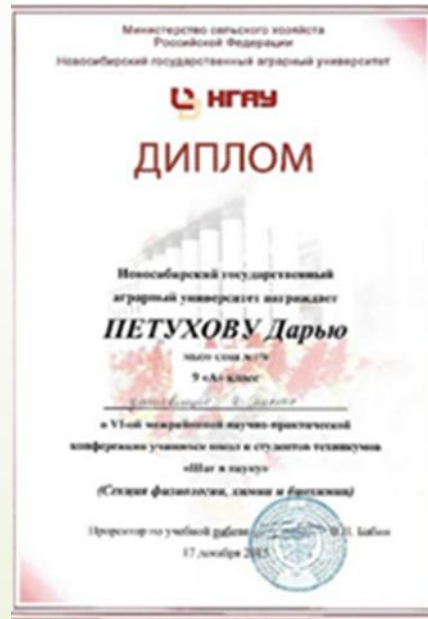 Министерство сельского хозяйства
Российской Федерации
Новосибирский государственный аграрный университет
НГАУ
ДИПЛОМ
Новосибирский государственный
аграрный университет награждает
ПЕТУХОВУ Дарью
9 «А» класс
в VI-ой межрайонной научно-практической
конференции учащихся школ и студентов техникумов
«Шаг в науку»
(Секция физиологии, химии и биохимии)
Проректор по учебной работе
17 декабря 2015